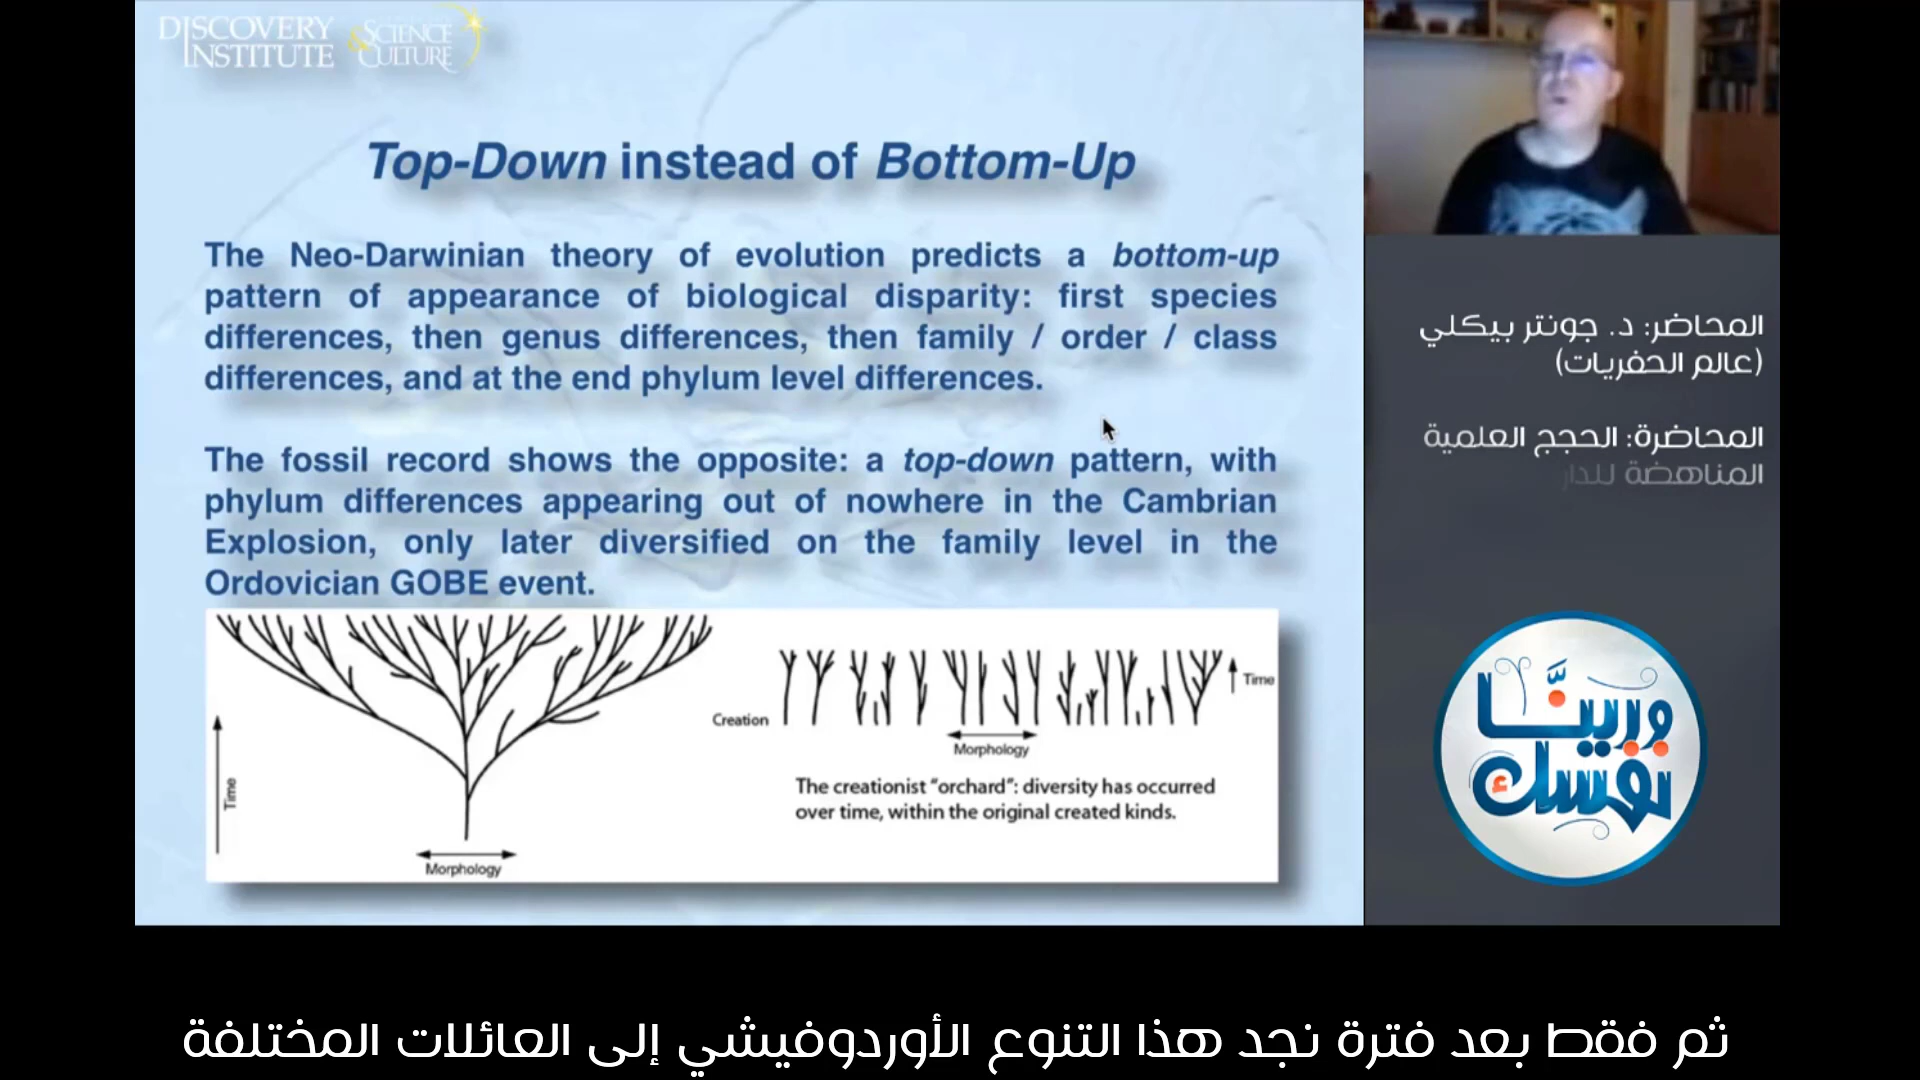 DISCOVERY
INSTITUTE
SCIENCE
& CULTURE
Top-Down instead of Bottom-Up
The Neo-Darwinian theory of evolution predicts a bottom-up
pattern of appearance of biological disparity: first species
differences, then genus differences, then family / order / class
differences, and at the end phylum level differences.
The fossil record shows the opposite: a top-down pattern, with
phylum differences appearing out of nowhere in the Cambrian
Explosion, only later diversified on the family level in the
Ordovician GOBE event.
Time
Morphology
Creation
Time
Morphology
The creationist “orchard”: diversity has occurred
over time, within the original created kinds.
المحاضر: د. جونتر بيكلي
(عالم الحفريات)
المحاضرة: الحجج العلمية
المناهضة للدار
ورينا
نفسك
ثم فقط بعد فترة نجد هذا التنوع الأوردوفيشي إلى العائلات المختلفة